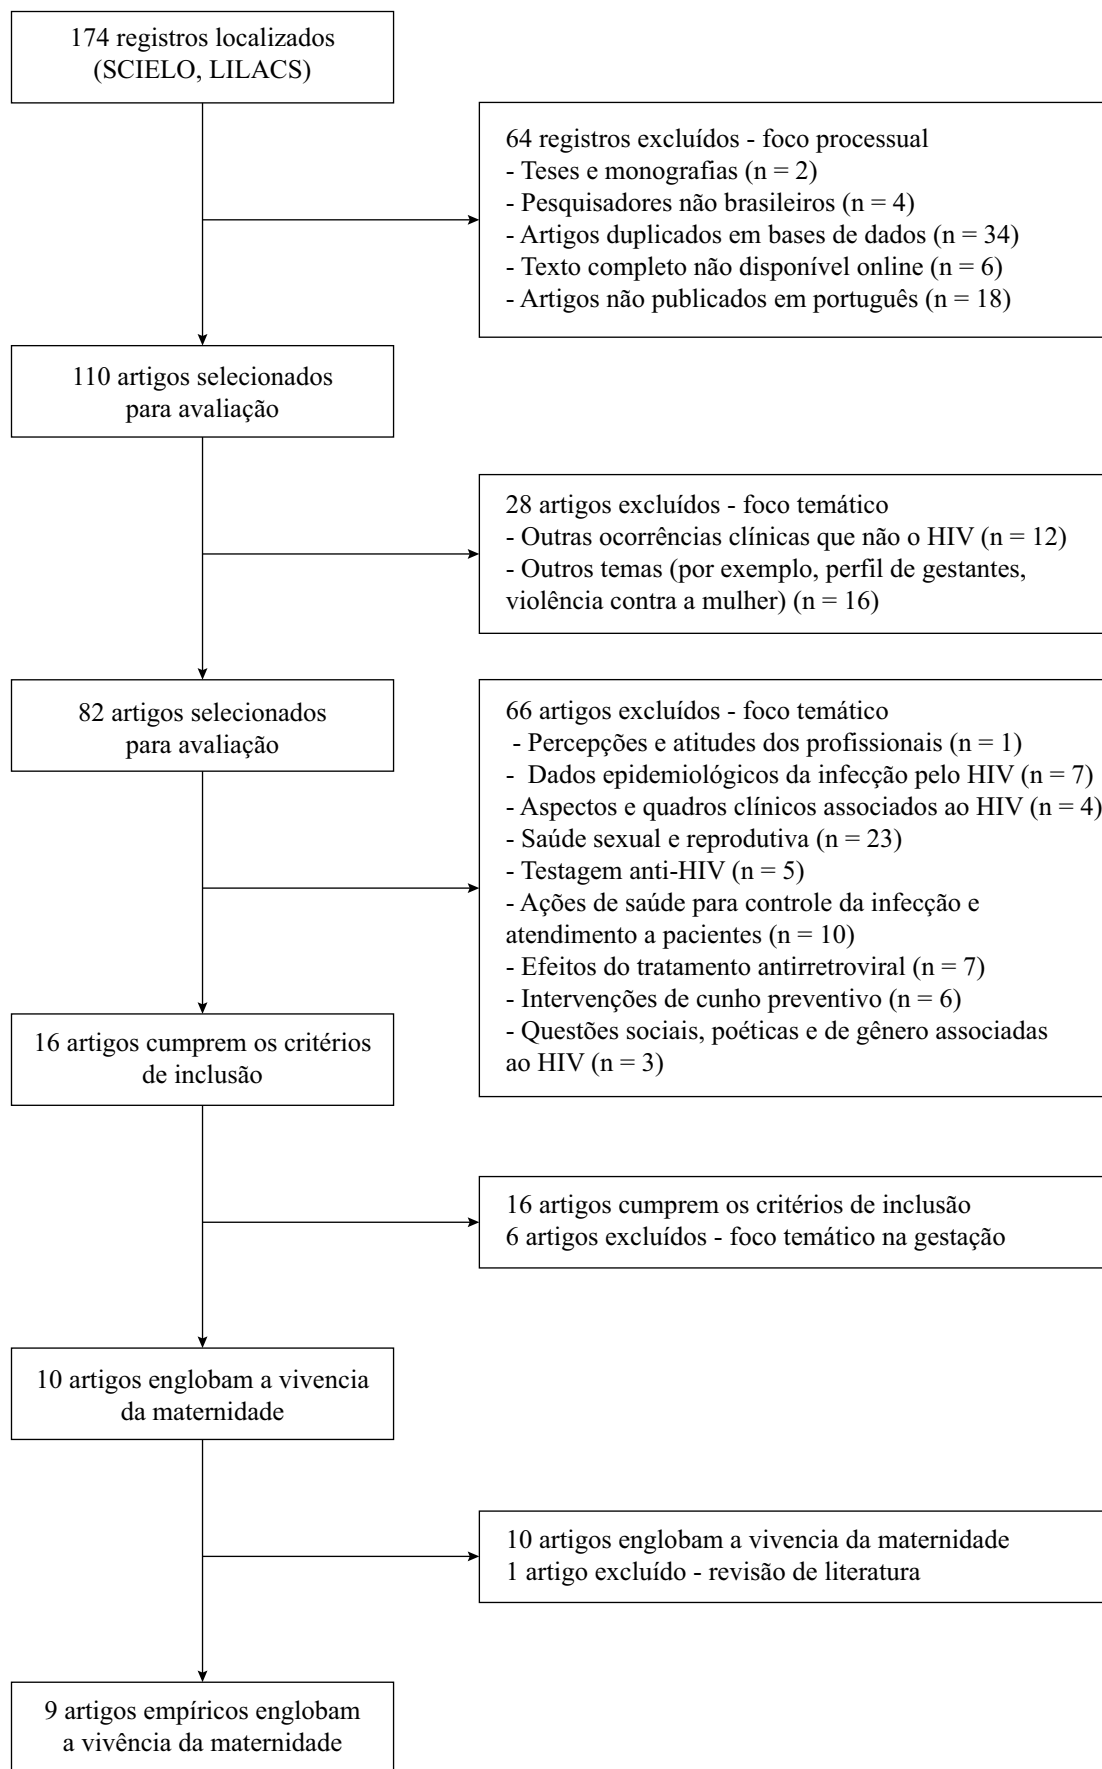 174 registros localizados
(SCIELO, LILACS)
64 registros excluídos - foco processual
- Teses e monografias (n = 2)
- Pesquisadores não brasileiros (n = 4)
- Artigos duplicados em bases de dados (n = 34)
- Texto completo não disponível online (n = 6)
- Artigos não publicados em português (n = 18)
110 artigos selecionados
para avaliação
28 artigos excluídos - foco temático
- Outras ocorrências clínicas que não o HIV (n = 12)
- Outros temas (por exemplo, perfil de gestantes,
violência contra a mulher) (n = 16)
82 artigos selecionados
para avaliação
66 artigos excluídos - foco temático
- Percepções e atitudes dos profissionais (n = 1)
- Dados epidemiológicos da infecção pelo HIV (n = 7)
- Aspectos e quadros clínicos associados ao HIV (n = 4)
- Saúde sexual e reprodutiva (n = 23)
- Testagem anti-HIV (n = 5)
- Ações de saúde para controle da infecção e
atendimento a pacientes (n = 10)
- Efeitos do tratamento antirretroviral (n = 7)
- Intervenções de cunho preventivo (n = 6)
- Questões sociais, poéticas e de gênero associadas
ao HIV (n = 3)
16 artigos cumprem os critérios
de inclusão
16 artigos cumprem os critérios de inclusão
6 artigos excluídos - foco temático na gestação
10 artigos englobam a vivencia
da maternidade
10 artigos englobam a vivencia da maternidade
1 artigo excluído - revisão de literatura
9 artigos empíricos englobam
a vivência da maternidade